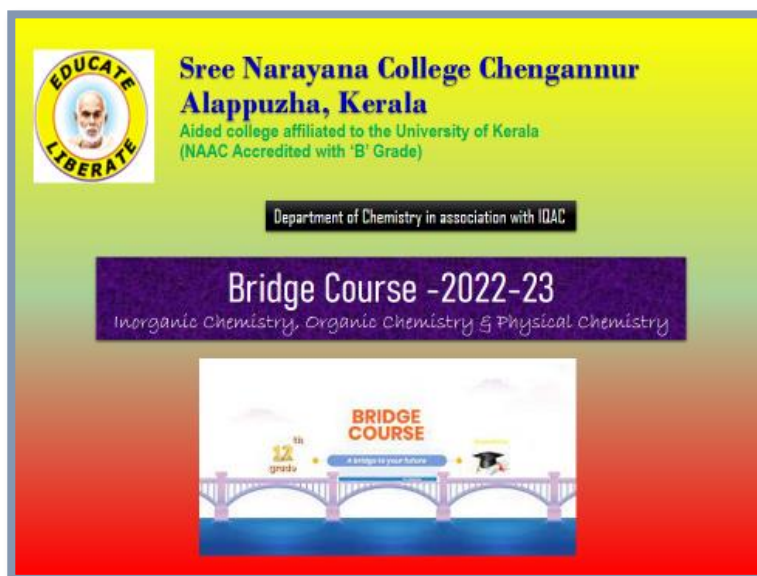 EDUCATE
LIBERATE
Sree Narayana College Chengannur
Alappuzha, Kerala
Aided college affiliated to the University of Kerala
(NAAC Accredited with ‘B’ Grade)
Department of Chemistry in association with IQAC
Bridge Course -2022-23
Inorganic Chemistry, Organic Chemistry & Physical Chemistry
BRIDGE
COURSE
12th
grade
A bridge to your future